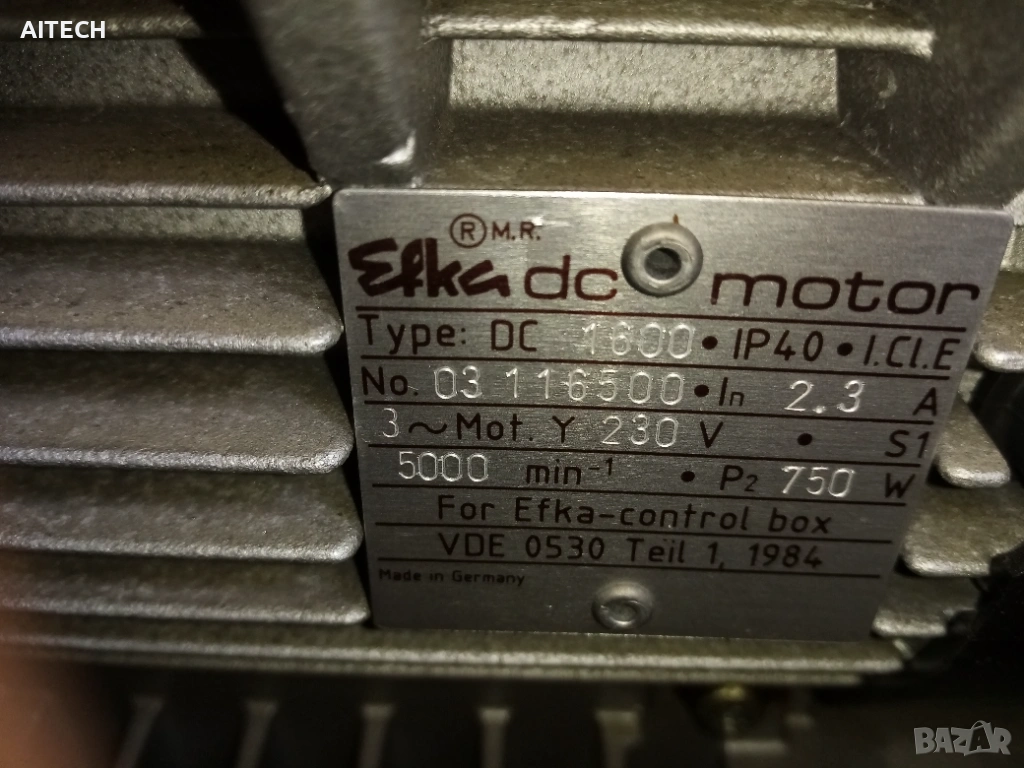 AITECH
® M.R.
Efka dc motor
Type: DC 1600 • IP40 • I.Cl.E
No. 03 116500 • In 2.3 A
3 ~ Mot. Y 230 V • S1
5000 min⁻¹ • P₂ 750 W
For Efka-control box
VDE 0530 Teil 1, 1984
Made in Germany
BAZAR